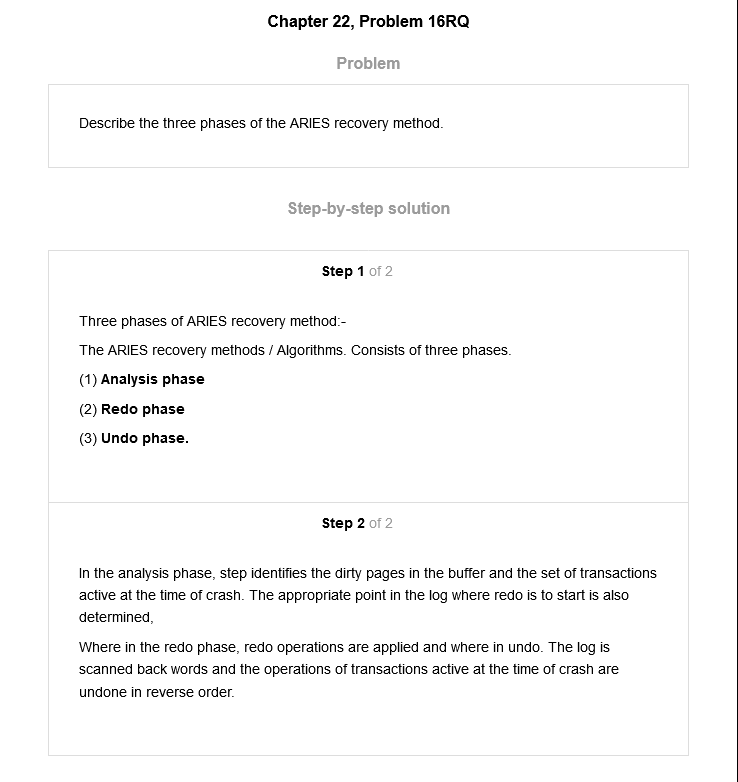 Chapter 22, Problem 16RQ
Problem
Describe the three phases of the ARIES recovery method.
Step-by-step solution
Step 1 of 2
Three phases of ARIES recovery method:-
The ARIES recovery methods / Algorithms. Consists of three phases.
(1) Analysis phase
(2) Redo phase
(3) Undo phase.
Step 2 of 2
In the analysis phase, step identifies the dirty pages in the buffer and the set of transactions
active at the time of crash. The appropriate point in the log where redo is to start is also
determined,
Where in the redo phase, redo operations are applied and where in undo. The log is
scanned back words and the operations of transactions active at the time of crash are
undone in reverse order.